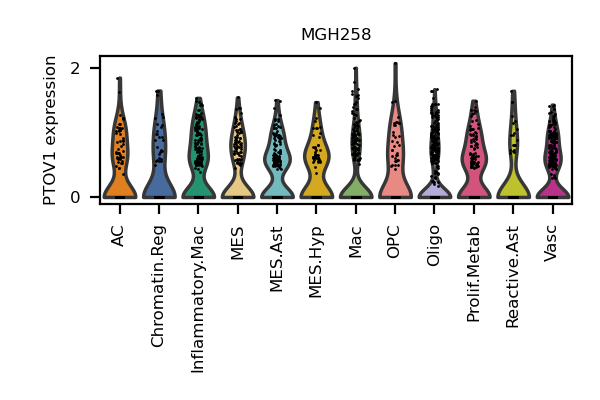 MGH258
PTOV1 expression
2
0
AC
Chromatin.Reg
Inflammatory.Mac
MES
MES.Ast
MES.Hyp
Mac
OPC
Oligo
Prolif.Metab
Reactive.Ast
Vasc